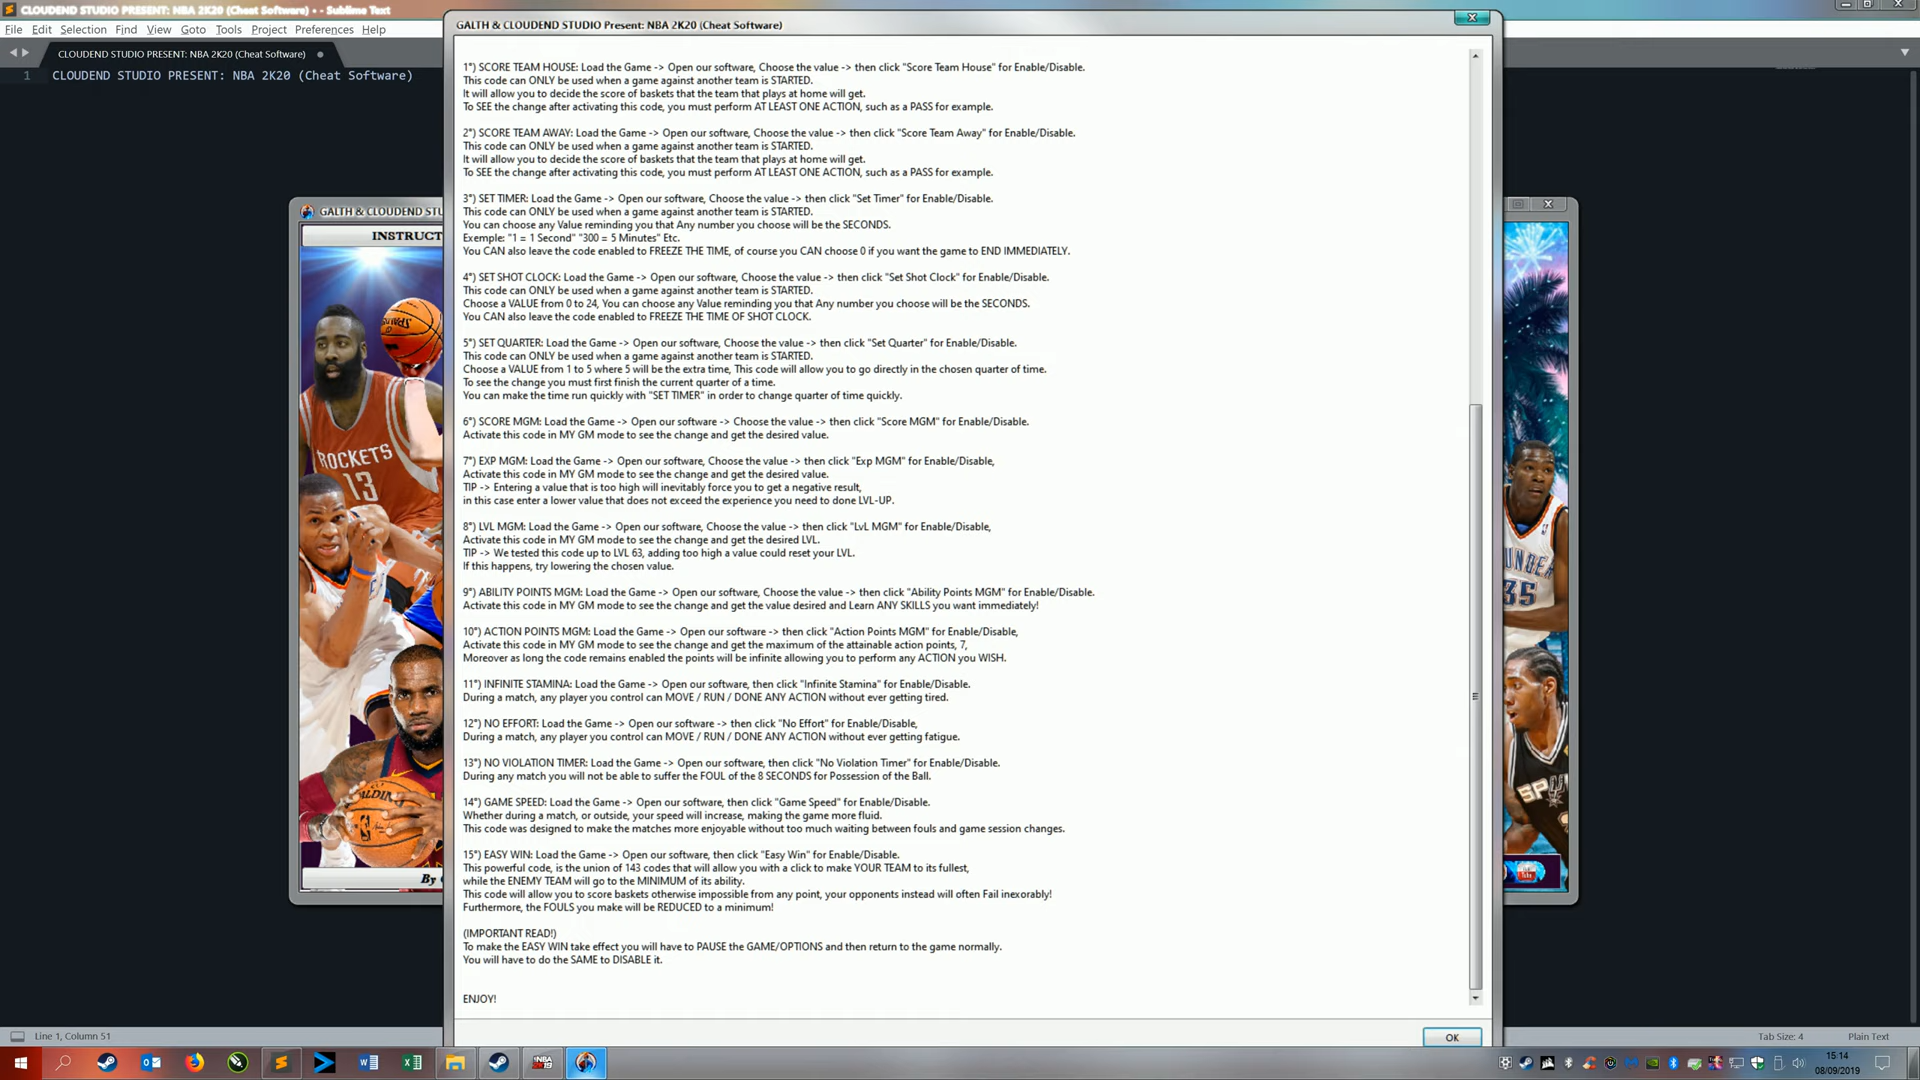 CLOUDEND STUDIO PRESENT: NBA 2K20 (Cheat Software) • - Sublime Text
File Edit Selection Find View Goto Tools Project Preferences Help
CLOUDEND STUDIO PRESENT: NBA 2K20 (Cheat Software)
1 CLOUDEND STUDIO PRESENT: NBA 2K20 (Cheat Software)
GALTH & CLOUDEND STU
INSTRUCT
ROCKETS
13
By
THUNDER
35
SPU
GALTH & CLOUDEND STUDIO Present: NBA 2K20 (Cheat Software)
1°) SCORE TEAM HOUSE: Load the Game -> Open our software, Choose the value -> then click "Score Team House" for Enable/Disable.
This code can ONLY be used when a game against another team is STARTED.
It will allow you to decide the score of baskets that the team that plays at home will get.
To SEE the change after activating this code, you must perform AT LEAST ONE ACTION, such as a PASS for example.
2°) SCORE TEAM AWAY: Load the Game -> Open our software, Choose the value -> then click "Score Team Away" for Enable/Disable.
This code can ONLY be used when a game against another team is STARTED.
It will allow you to decide the score of baskets that the team that plays at home will get.
To SEE the change after activating this code, you must perform AT LEAST ONE ACTION, such as a PASS for example.
3°) SET TIMER: Load the Game -> Open our software, Choose the value -> then click "Set Timer" for Enable/Disable.
This code can ONLY be used when a game against another team is STARTED.
You can choose any Value reminding you that Any number you choose will be the SECONDS.
Exemple: "1 = 1 Second" "300 = 5 Minutes" Etc.
You CAN also leave the code enabled to FREEZE THE TIME, of course you CAN choose 0 if you want the game to END IMMEDIATELY.
4°) SET SHOT CLOCK: Load the Game -> Open our software, Choose the value -> then click "Set Shot Clock" for Enable/Disable.
This code can ONLY be used when a game against another team is STARTED.
Choose a VALUE from 0 to 24, You can choose any Value reminding you that Any number you choose will be the SECONDS.
You CAN also leave the code enabled to FREEZE THE TIME OF SHOT CLOCK.
5°) SET QUARTER: Load the Game -> Open our software, Choose the value -> then click "Set Quarter" for Enable/Disable.
This code can ONLY be used when a game against another team is STARTED.
Choose a VALUE from 1 to 5 where 5 will be the extra time, This code will allow you to go directly in the chosen quarter of time.
To see the change you must first finish the current quarter of a time.
You can make the time run quickly with "SET TIMER" in order to change quarter of time quickly.
6°) SCORE MGM: Load the Game -> Open our software -> Choose the value -> then click "Score MGM" for Enable/Disable.
Activate this code in MY GM mode to see the change and get the desired value.
7°) EXP MGM: Load the Game -> Open our software, Choose the value -> then click "Exp MGM" for Enable/Disable,
Activate this code in MY GM mode to see the change and get the desired value.
TIP -> Entering a value that is too high will inevitably force you to get a negative result,
in this case enter a lower value that does not exceed the experience you need to done LVL-UP.
8°) LVL MGM: Load the Game -> Open our software, Choose the value -> then click "LvL MGM" for Enable/Disable,
Activate this code in MY GM mode to see the change and get the desired LVL.
TIP -> We tested this code up to LVL 63, adding too high a value could reset your LVL.
If this happens, try lowering the chosen value.
9°) ABILITY POINTS MGM: Load the Game -> Open our software, Choose the value -> then click "Ability Points MGM" for Enable/Disable.
Activate this code in MY GM mode to see the change and get the value desired and Learn ANY SKILLS you want immediately!
10°) ACTION POINTS MGM: Load the Game -> Open our software -> then click "Action Points MGM" for Enable/Disable,
Activate this code in MY GM mode to see the change and get the maximum of the attainable action points, 7,
Moreover as long the code remains enabled the points will be infinite allowing you to perform any ACTION you WISH.
11°) INFINITE STAMINA: Load the Game -> Open our software, then click "Infinite Stamina" for Enable/Disable.
During a match, any player you control can MOVE / RUN / DONE ANY ACTION without ever getting tired.
12°) NO EFFORT: Load the Game -> Open our software -> then click "No Effort" for Enable/Disable,
During a match, any player you control can MOVE / RUN / DONE ANY ACTION without ever getting fatigue.
13°) NO VIOLATION TIMER: Load the Game -> Open our software, then click "No Violation Timer" for Enable/Disable.
During any match you will not be able to suffer the FOUL of the 8 SECONDS for Possession of the Ball.
14°) GAME SPEED: Load the Game -> Open our software, then click "Game Speed" for Enable/Disable.
Whether during a match, or outside, your speed will increase, making the game more fluid.
This code was designed to make the matches more enjoyable without too much waiting between fouls and game session changes.
15°) EASY WIN: Load the Game -> Open our software, then click "Easy Win" for Enable/Disable.
This powerful code, is the union of 143 codes that will allow you with a click to make YOUR TEAM to its fullest,
while the ENEMY TEAM will go to the MINIMUM of its ability.
This code will allow you to score baskets otherwise impossible from any point, your opponents instead will often Fail inexorably!
Furthermore, the FOULS you make will be REDUCED to a minimum!
(IMPORTANT READ!)
To make the EASY WIN take effect you will have to PAUSE the GAME/OPTIONS and then return to the game normally.
You will have to do the SAME to DISABLE it.
ENJOY!
OK
Line 1, Column 51
Tab Size: 4 Plain Text
15:14
08/09/2019